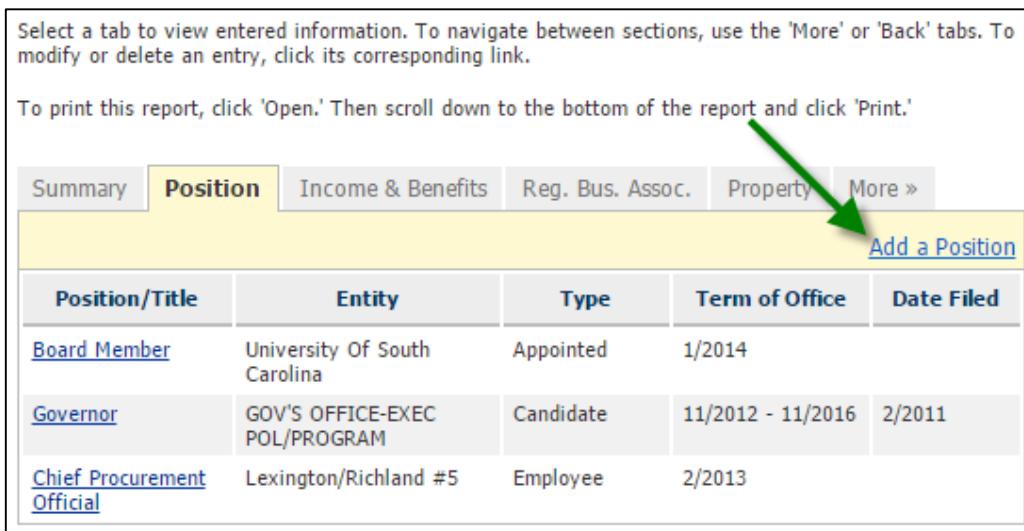 Select a tab to view entered information. To navigate between sections, use the 'More' or 'Back' tabs. To
modify or delete an entry, click its corresponding link.
To print this report, click 'Open.' Then scroll down to the bottom of the report and click 'Print.'
Summary Position Income & Benefits Reg. Bus. Assoc. Property More »
Add a Position
Position/Title Entity Type Term of Office Date Filed
Board Member University Of South Appointed 1/2014
Carolina
Governor GOV'S OFFICE-EXEC Candidate 11/2012 - 11/2016 2/2011
POL/PROGRAM
Chief Procurement Lexington/Richland #5 Employee 2/2013
Official